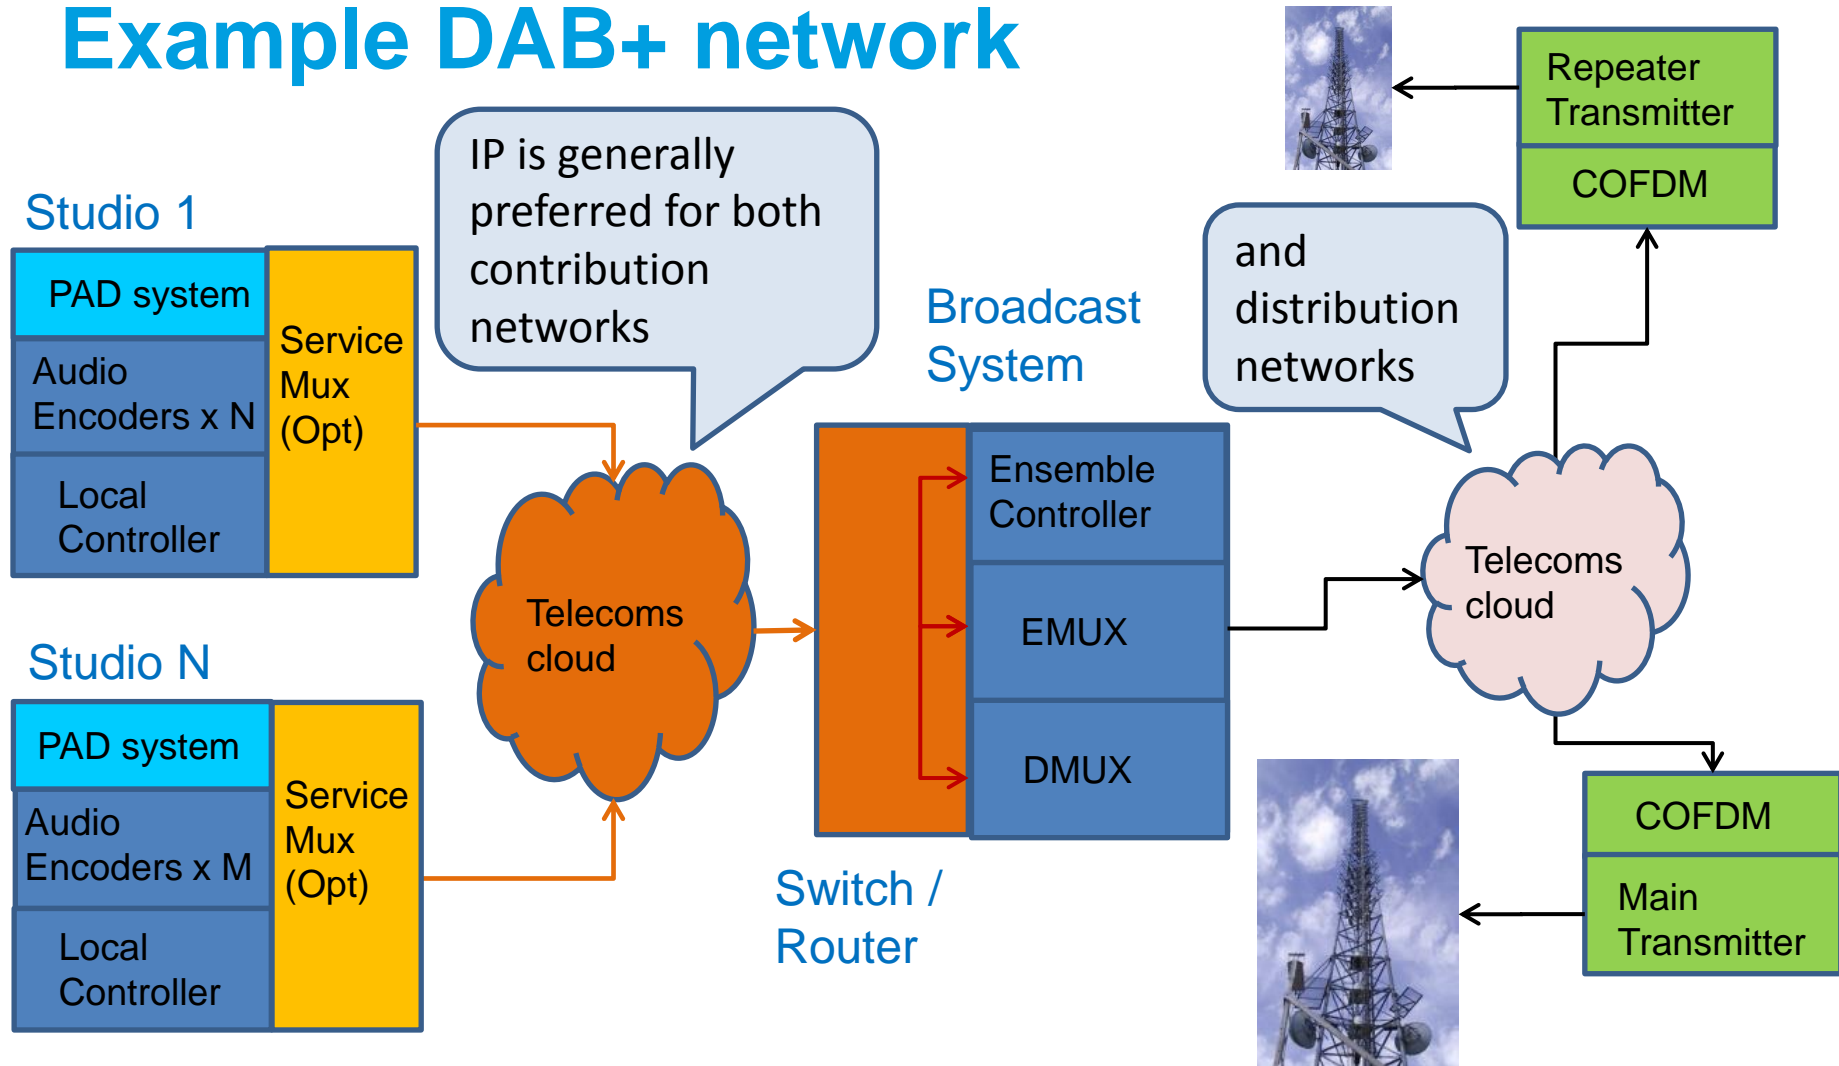 Example DAB+ network
IP is generally
preferred for both
contribution
networks
Studio 1
PAD system
Audio
Encoders x N
Local
Controller
Service
Mux
(Opt)
Studio N
PAD system
Audio
Encoders x M
Local
Controller
Service
Mux
(Opt)
Telecoms
cloud
Broadcast
System
Ensemble
Controller
EMUX
DMUX
Switch /
Router
and
distribution
networks
Telecoms
cloud
Repeater
Transmitter
COFDM
COFDM
Main
Transmitter